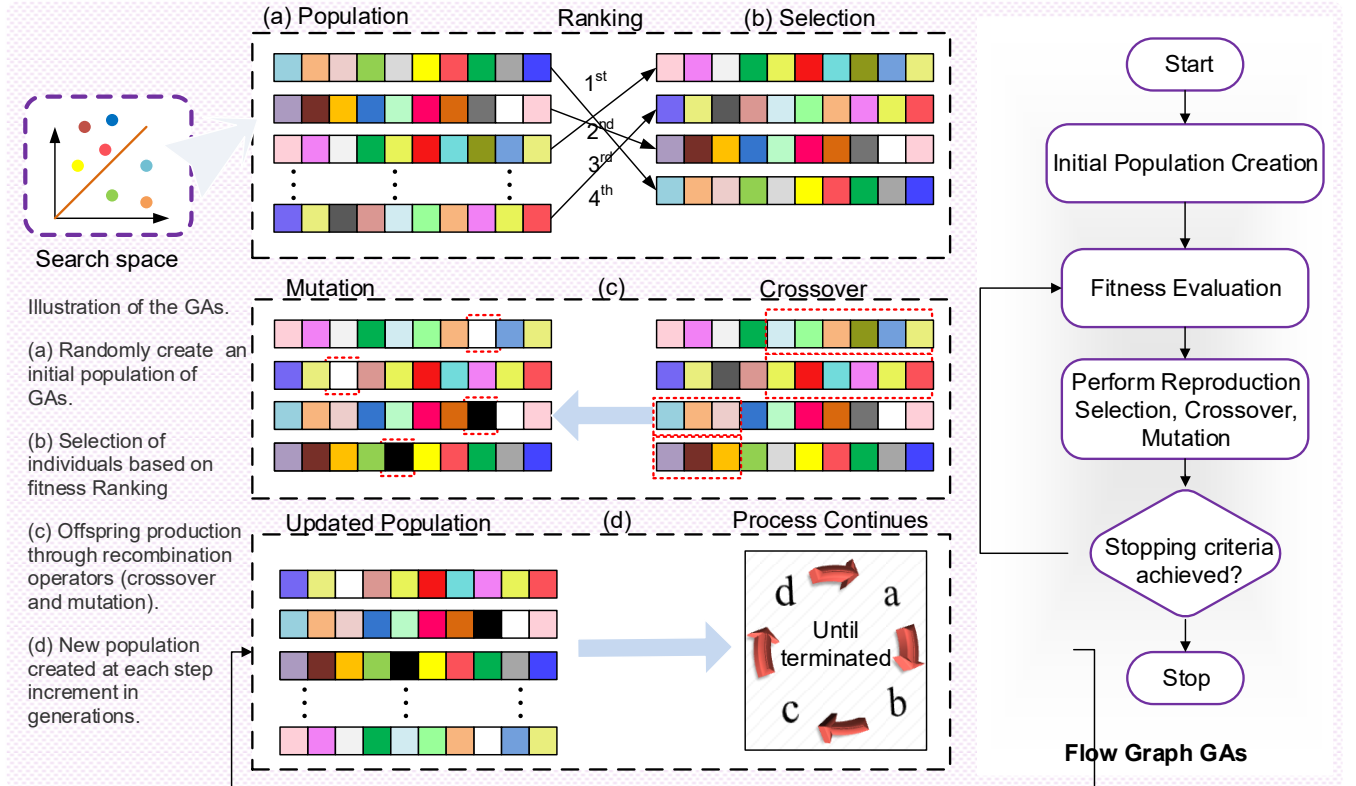 (a) Population
Ranking
(b) Selection
1st
2nd
3rd
4th
Search space
Illustration of the GAs.
(a) Randomly create an
initial population of
GAs.
(b) Selection of
individuals based on
fitness Ranking
(c) Offspring production
through recombination
operators (crossover
and mutation).
(d) New population
created at each step
increment in
generations.
Mutation
(c)
Crossover
Updated Population
(d)
Process Continues
d
a
Until
terminated
c
b
Start
Initial Population Creation
Fitness Evaluation
Perform Reproduction
Selection, Crossover,
Mutation
Stopping criteria
achieved?
Stop
Flow Graph GAs